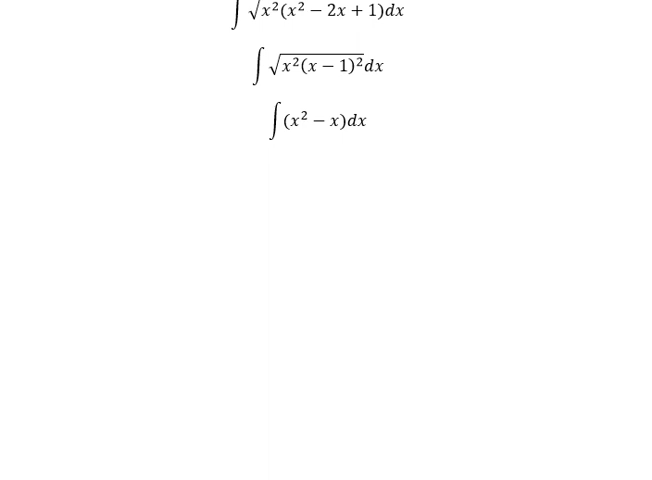 ∫ √x²(x² − 2x + 1)dx
∫ √x²(x − 1)²dx
∫(x² − x)dx